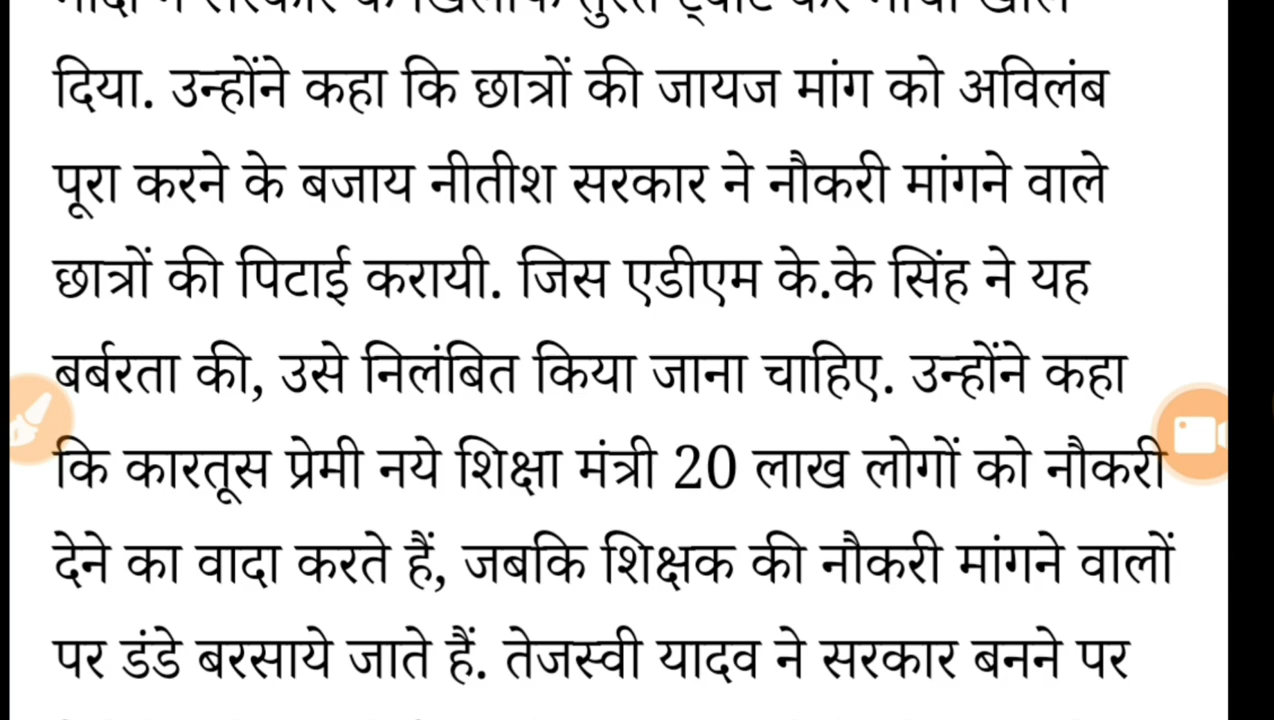 दिया. उन्होंने कहा कि छात्रों की जायज मांग को अविलंब
पूरा करने के बजाय नीतीश सरकार ने नौकरी मांगने वाले
छात्रों की पिटाई करायी. जिस एडीएम के.के सिंह ने यह
बर्बरता की, उसे निलंबित किया जाना चाहिए. उन्होंने कहा
कि कारतूस प्रेमी नये शिक्षा मंत्री 20 लाख लोगों को नौकरी
देने का वादा करते हैं, जबकि शिक्षक की नौकरी मांगने वालों
पर डंडे बरसाये जाते हैं. तेजस्वी यादव ने सरकार बनने पर